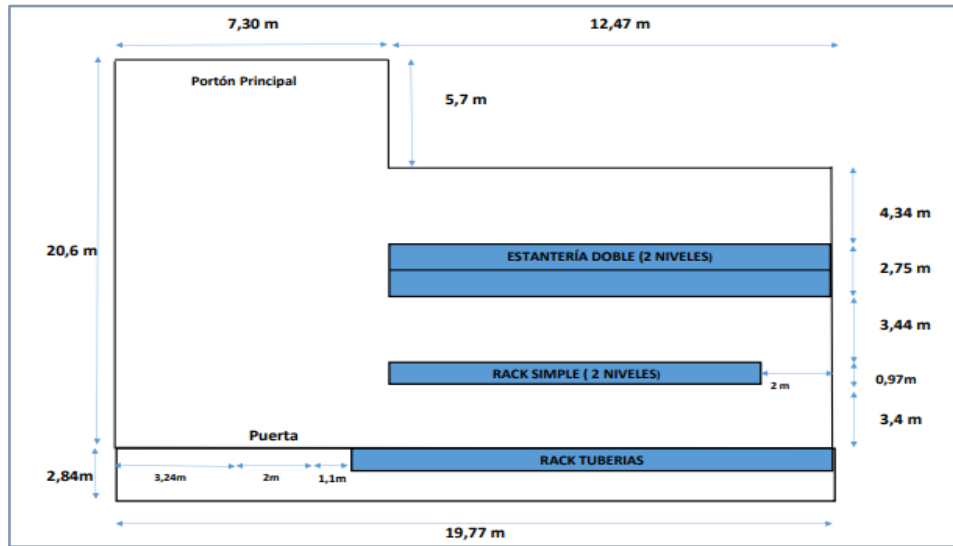 7,30 m
12,47 m
Portón Principal
5,7 m
4,34 m
20,6 m
ESTANTERÍA DOBLE (2 NIVELES)
2,75 m
3,44 m
RACK SIMPLE ( 2 NIVELES)
2 m
0,97m
3,4 m
Puerta
RACK TUBERIAS
2,84m
3,24m
2m
1,1m
19,77 m